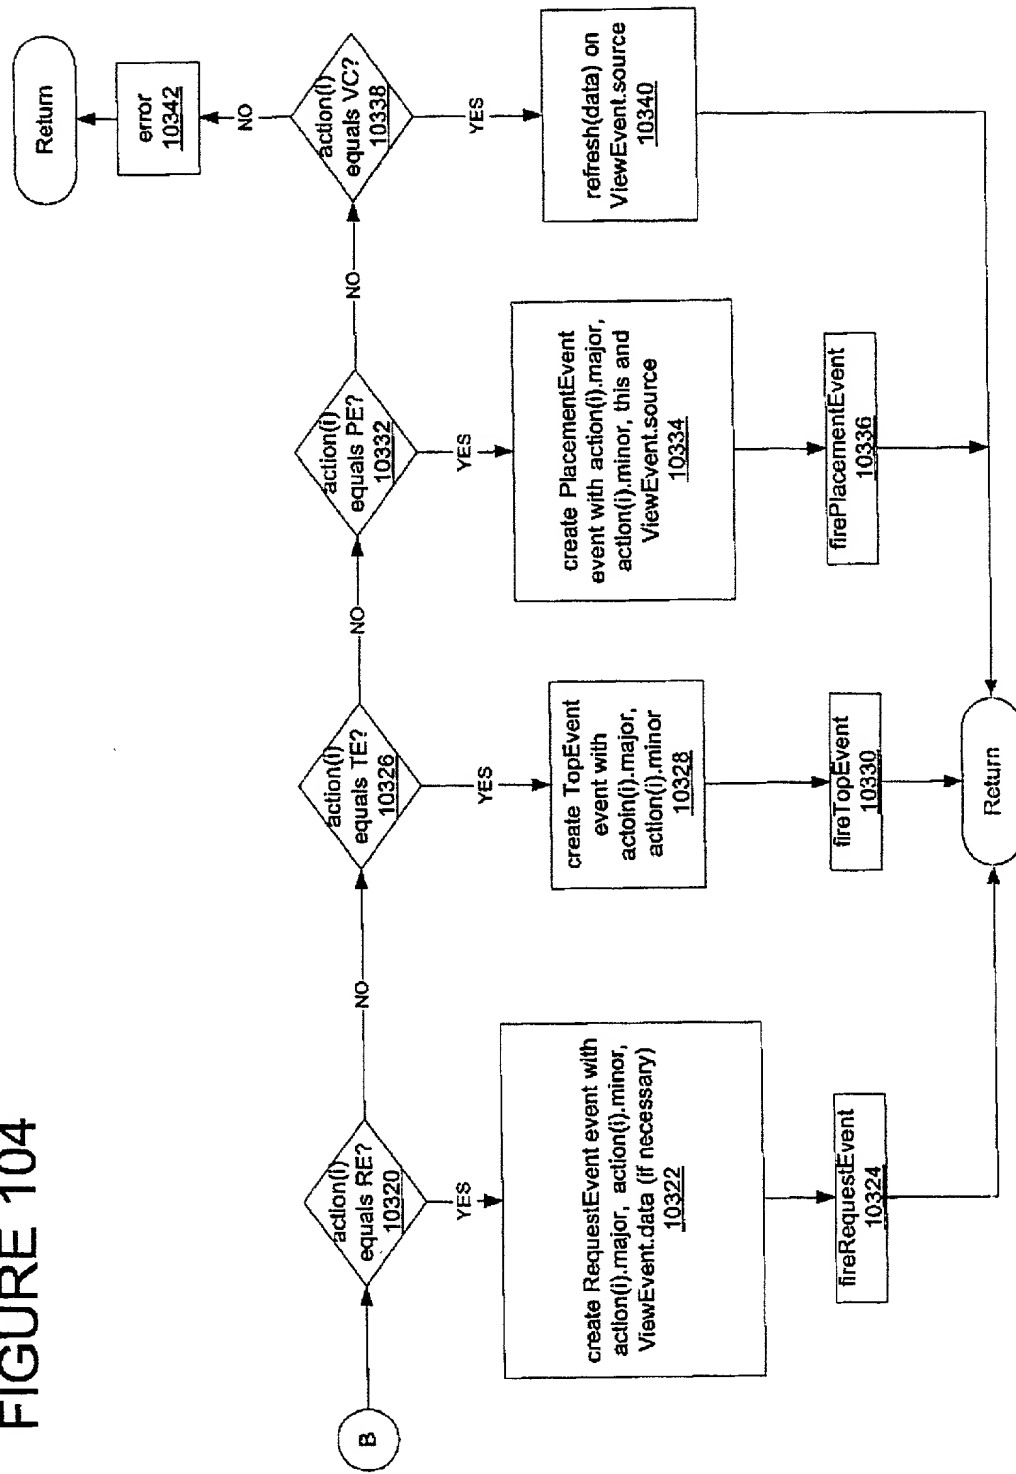 FIGURE 104
B
action(i)
equals RE?
10320
NO
YES
create RequestEvent event with
action(i).major, action(i).minor,
ViewEvent.data (if necessary)
10322
fireRequestEvent
10324
action(i)
equals TE?
10326
NO
YES
create TopEvent
event with
actoin(i).major,
action(i).minor
10328
fireTopEvent
10330
action(i)
equals PE?
10332
NO
YES
create PlacementEvent
event with action(i).major,
action(i).minor, this and
ViewEvent.source
10334
firePlacementEvent
10336
action(i)
equals VC?
10338
NO
YES
refresh(data) on
ViewEvent.source
10340
error
10342
Return
Return